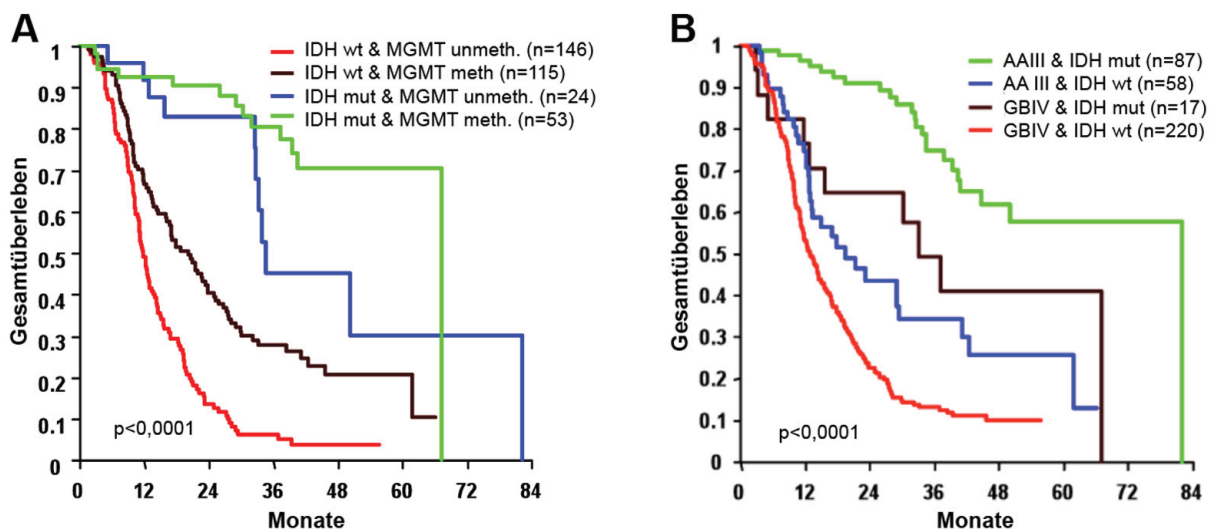 A
IDH wt & MGMT unmeth. (n=146)
IDH wt & MGMT meth (n=115)
IDH mut & MGMT unmeth. (n=24)
IDH mut & MGMT meth. (n=53)
Gesamtüberleben
1
0.9
0.8
0.7
0.6
0.5
0.4
0.3
0.2
0.1
0
p<0,0001
0 12 24 36 48 60 72 84
Monate
B
AAIII & IDH mut (n=87)
AA III & IDH wt (n=58)
GBIV & IDH mut (n=17)
GBIV & IDH wt (n=220)
Gesamtüberleben
1
0.9
0.8
0.7
0.6
0.5
0.4
0.3
0.2
0.1
0
p<0,0001
0 12 24 36 48 60 72 84
Monate